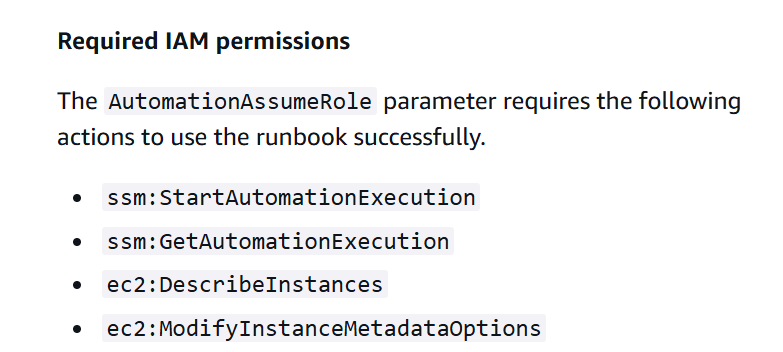 Required IAM permissions
The AutomationAssumeRole parameter requires the following
actions to use the runbook successfully.
• ssm:StartAutomationExecution
• ssm:GetAutomationExecution
• ec2:DescribeInstances
• ec2:ModifyInstanceMetadataOptions